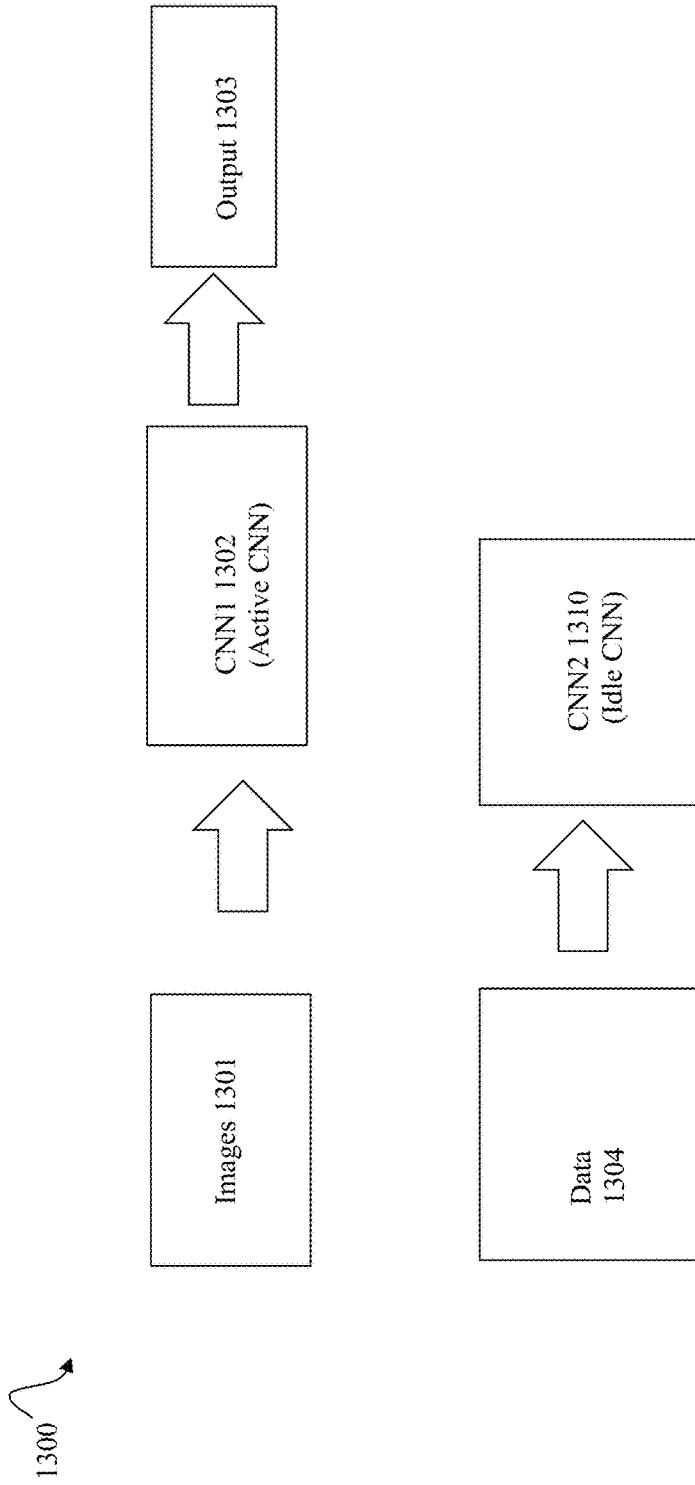 1300
Images 1301
CNN1 1302
(Active CNN)
Output 1303
Data
1304
CNN2 1310
(Idle CNN)